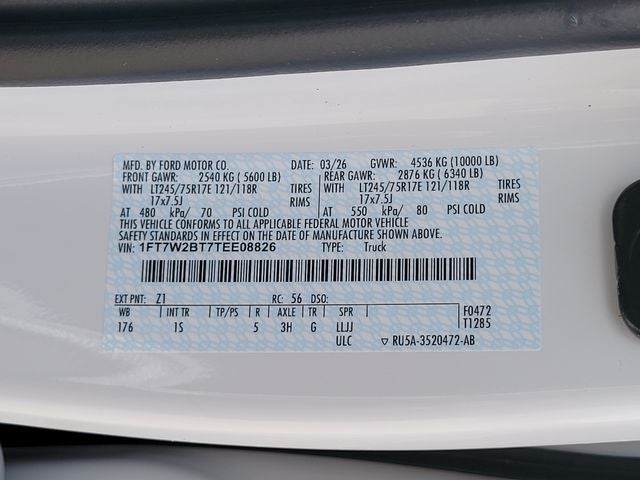 MFD. BY FORD MOTOR CO. DATE: 03/26 GVWR: 4536 KG (10000 LB)
FRONT GAWR: 2540 KG ( 5600 LB) REAR GAWR: 2876 KG ( 6340 LB)
WITH LT245/75R17E 121/118R TIRES WITH LT245/75R17E 121/118R TIRES
17x7.5J RIMS 17x7.5J RIMS
AT 480 kPa/ 70 PSI COLD AT 550 kPa/ 80 PSI COLD
THIS VEHICLE CONFORMS TO ALL APPLICABLE FEDERAL MOTOR VEHICLE
SAFETY STANDARDS IN EFFECT ON THE DATE OF MANUFACTURE SHOWN ABOVE.
VIN: 1FT7W2BT7TEE08826 TYPE: Truck
EXT PNT: Z1 RC: 56 DSO:
WB INT TR TP/PS R AXLE TR SPR F0472
176 1S 5 3H G LLJJ T1285
ULC ▽ RU5A-3520472-AB